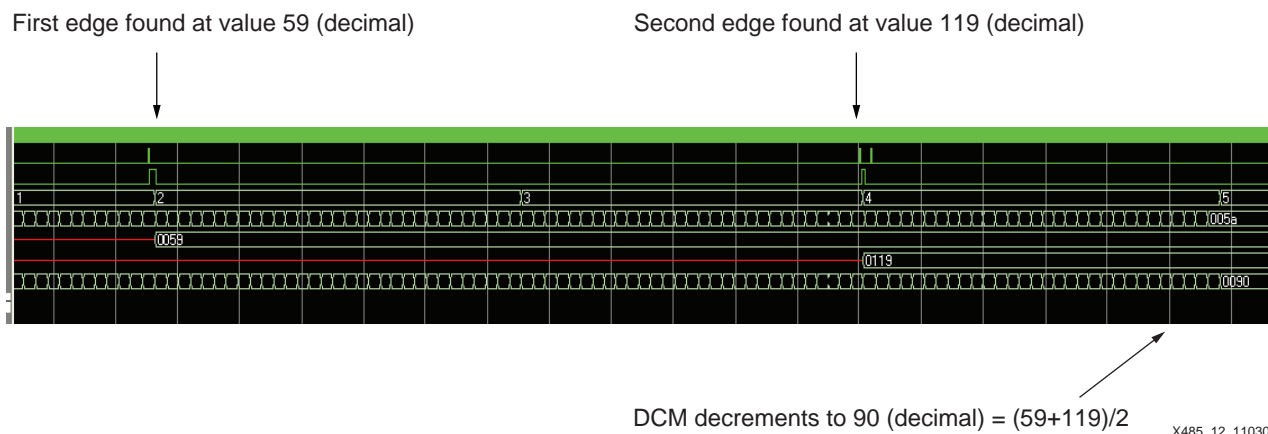 First edge found at value 59 (decimal)
Second edge found at value 119 (decimal)
1
2
3
4
5
005a
0059
0119
0090
DCM decrements to 90 (decimal) = (59+119)/2
X485_12_11030